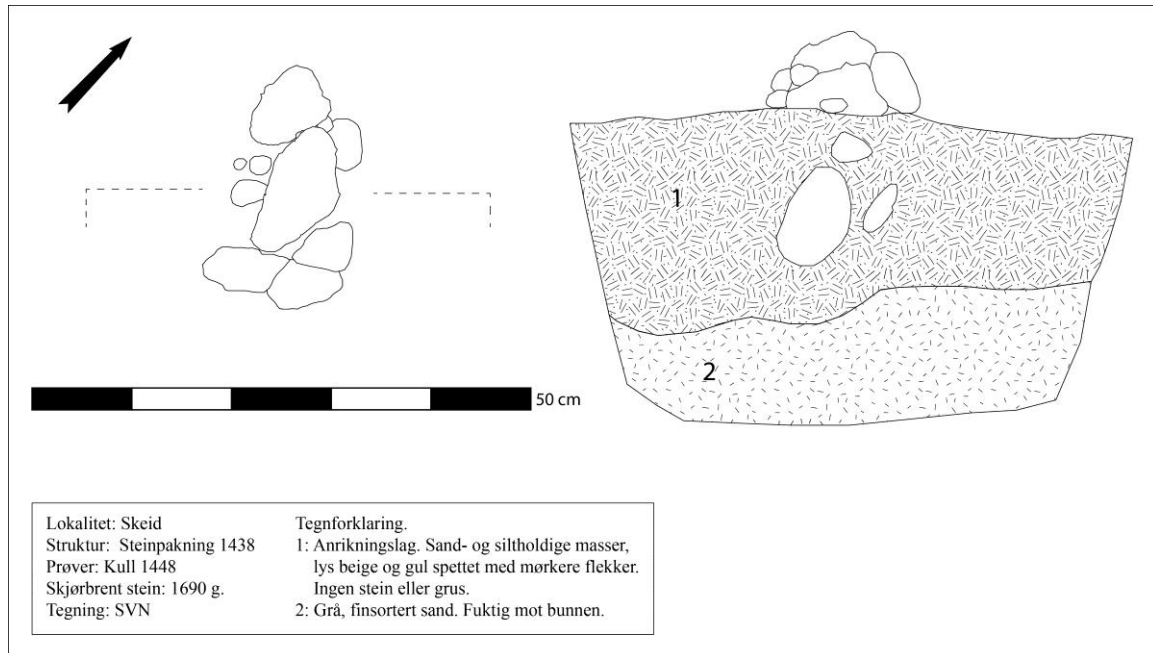 1
2
50 cm
Lokalitet: Skeid
Struktur: Steinpakning 1438
Prøver: Kull 1448
Skjørbrent stein: 1690 g.
Tegning: SVN
Tegnforklaring.
1: Anrikningslag. Sand- og siltholdige masser,
lys beige og gul spettet med mørkere flekker.
Ingen stein eller grus.
2: Grå, finsortert sand. Fuktig mot bunnen.